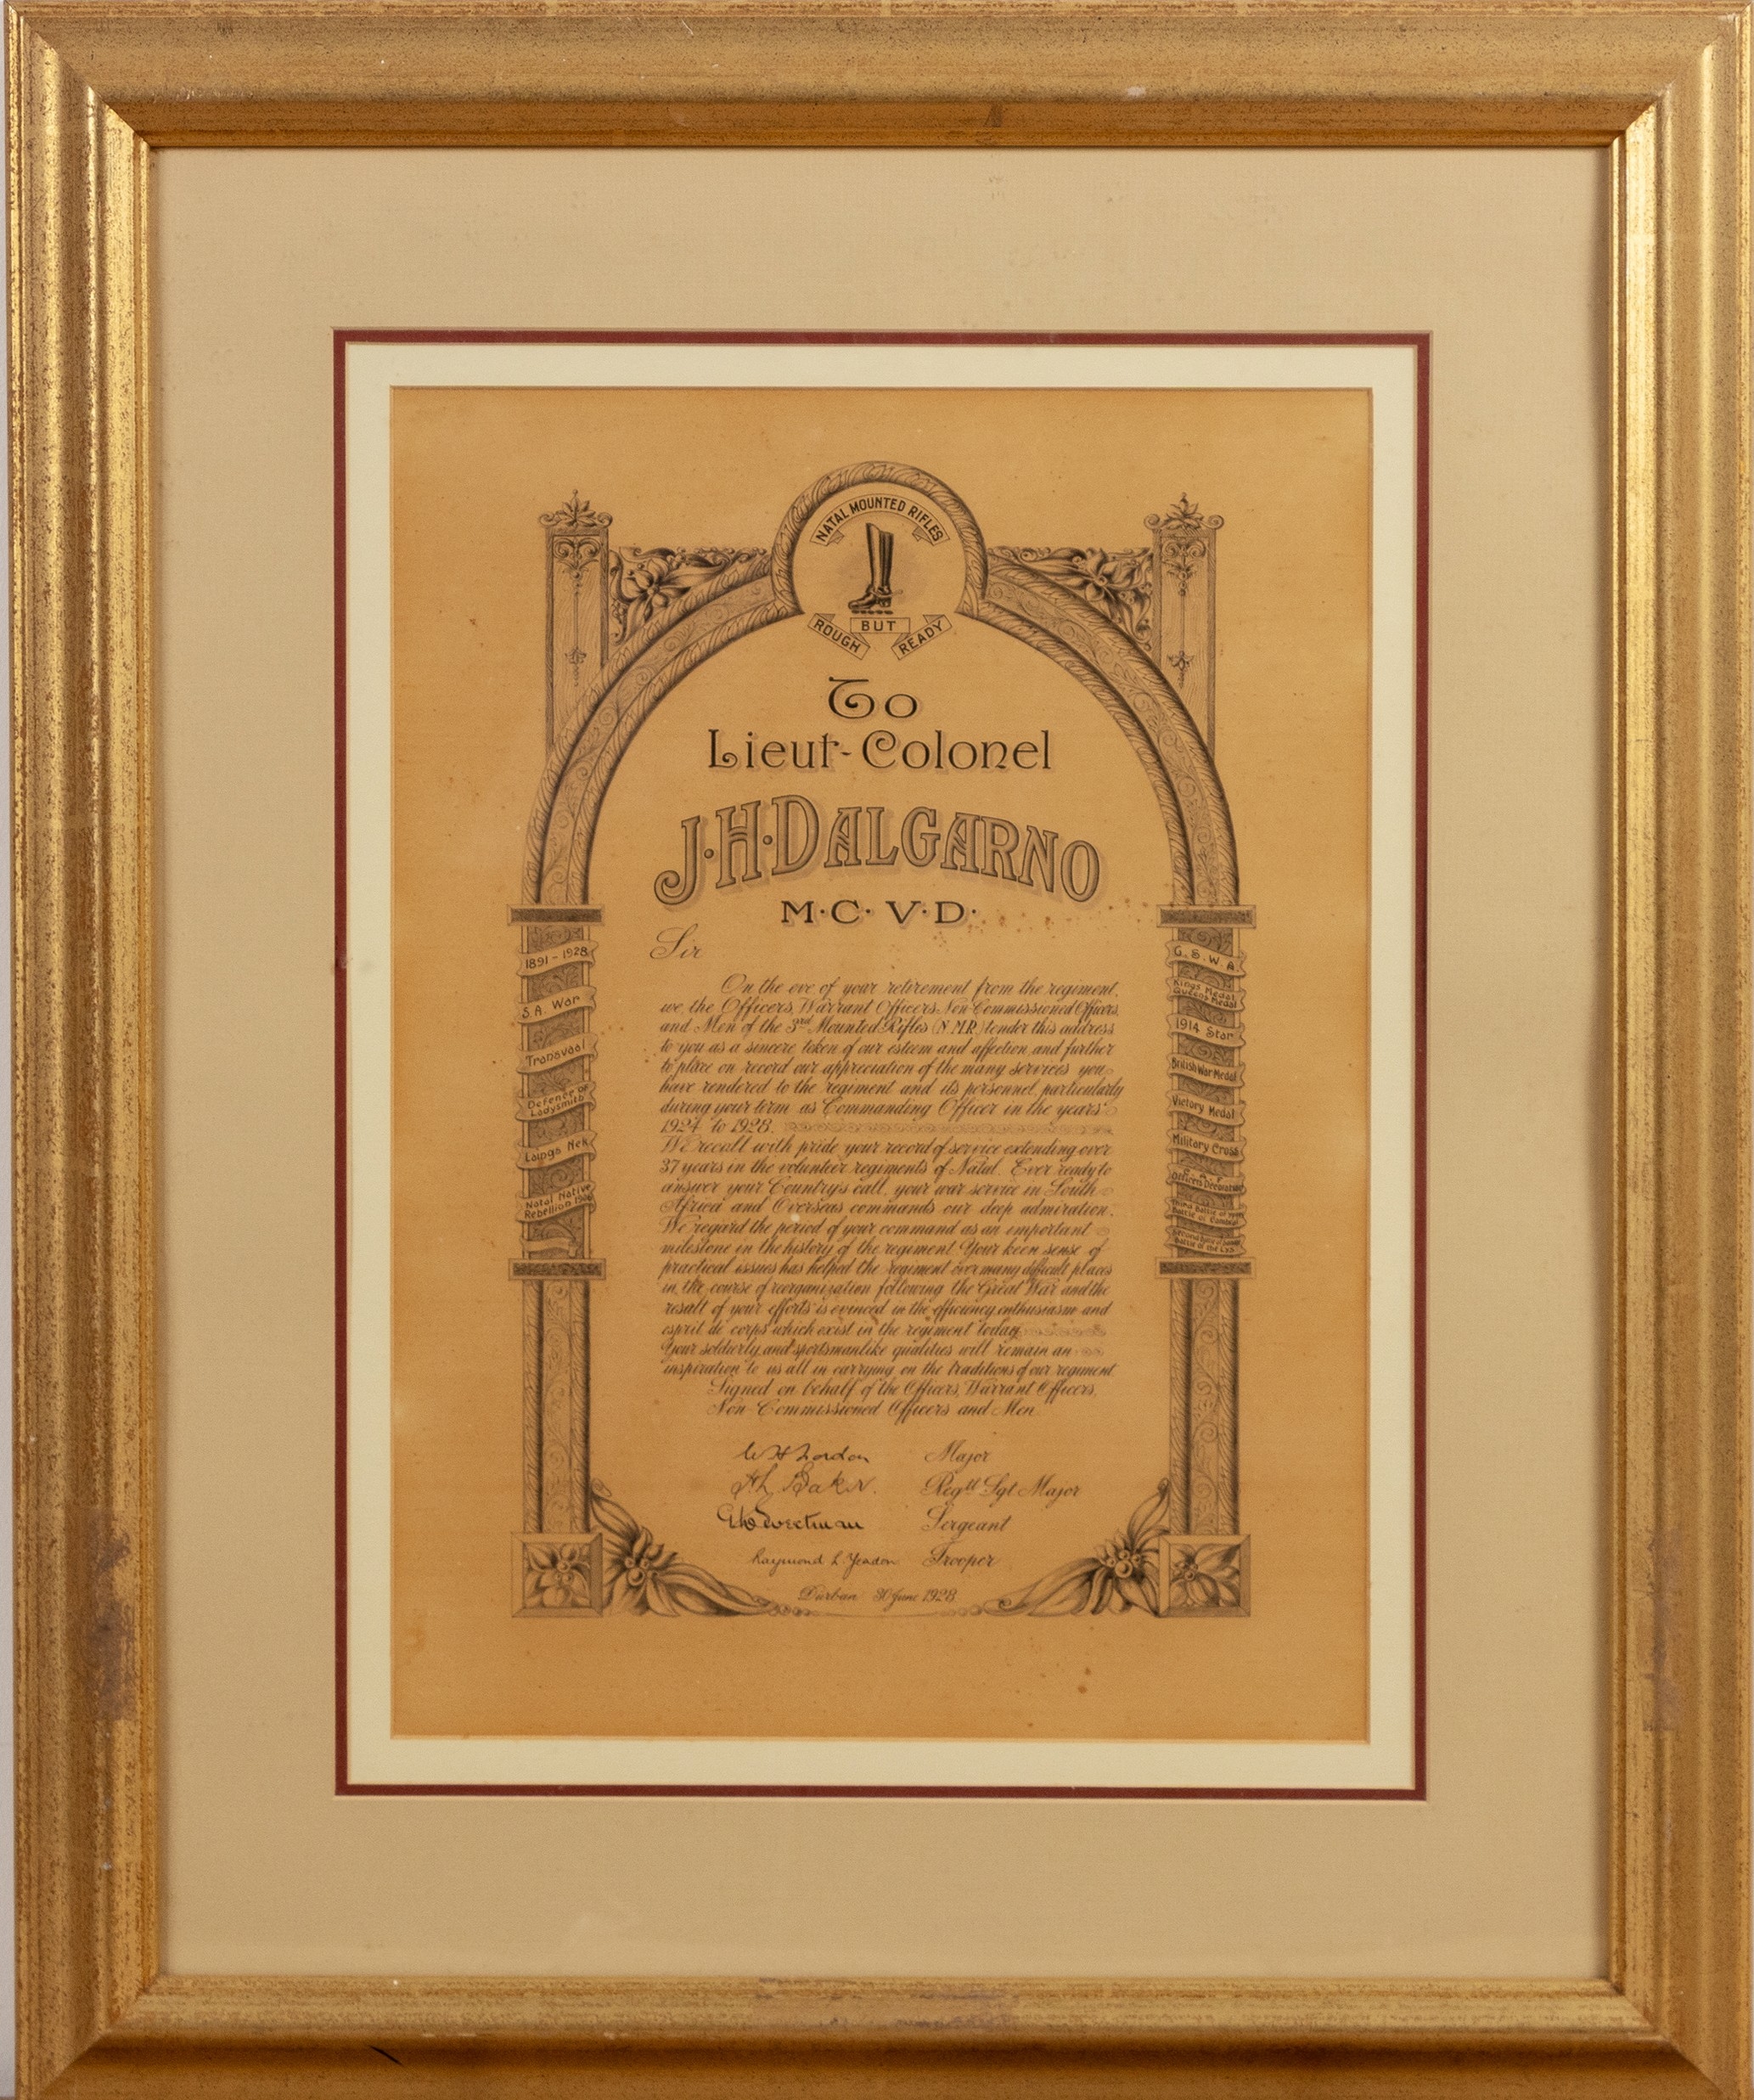 NATAL MOUNTED RIFLES
ROUGH BUT READY
To
Lieut-Colonel
J·H·DALGARNO
M·C· V·D·
Sir
On the eve of your retirement from the regiment,
we, the Officers, Warrant Officers, Non-Commissioned Officers,
and Men of the 3rd Mounted Rifles (N.M.R.) tender this address
to you as a sincere token of our esteem and affection and further
to place on record our appreciation of the many services you
have rendered to the regiment and its personnel, particularly
during your term as Commanding Officer in the years
1924 to 1928.
We recall with pride your record of service extending over
37 years in the volunteer regiments of Natal. Ever ready to
answer your Country's call, your war service in South
Africa and Overseas commands our deep admiration.
We regard the period of your command as an important
milestone in the history of the regiment. Your keen sense of
practical issues has helped the regiment over many difficult places
in the course of reorganization following the Great War and the
result of your efforts is evinced in the efficiency, enthusiasm and
esprit de corps which exist in the regiment today.
Your soldierly and sportsmanlike qualities will remain an
inspiration to us all in carrying on the traditions of our regiment.
Signed on behalf of the Officers, Warrant Officers,
Non-Commissioned Officers and Men
Major
Regtl Sgt Major
Sweetman Sergeant
Raymond L Yeadon Trooper
Durban 30 June 1928
1891 - 1928
S.A. War
Transvaal
Defence of
Ladysmith
Laings Nek
Natal Native
Rebellion 1906
G.S.W.A
Kings Medal
Queens Medal
1914 Star
British War Medal
Victory Medal
Military Cross
Officers Decoration